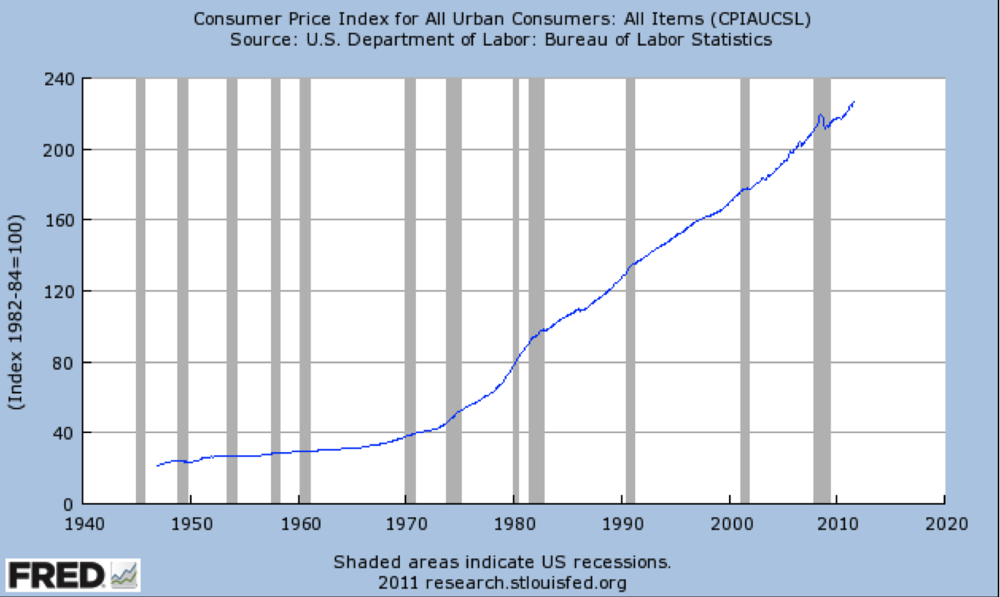 Consumer Price Index for All Urban Consumers: All Items (CPIAUCSL)
Source: U.S. Department of Labor: Bureau of Labor Statistics
(Index 1982-84=100)
240
200
160
120
80
40
0
1940 1950 1960 1970 1980 1990 2000 2010 2020
Shaded areas indicate US recessions.
2011 research.stlouisfed.org
FRED